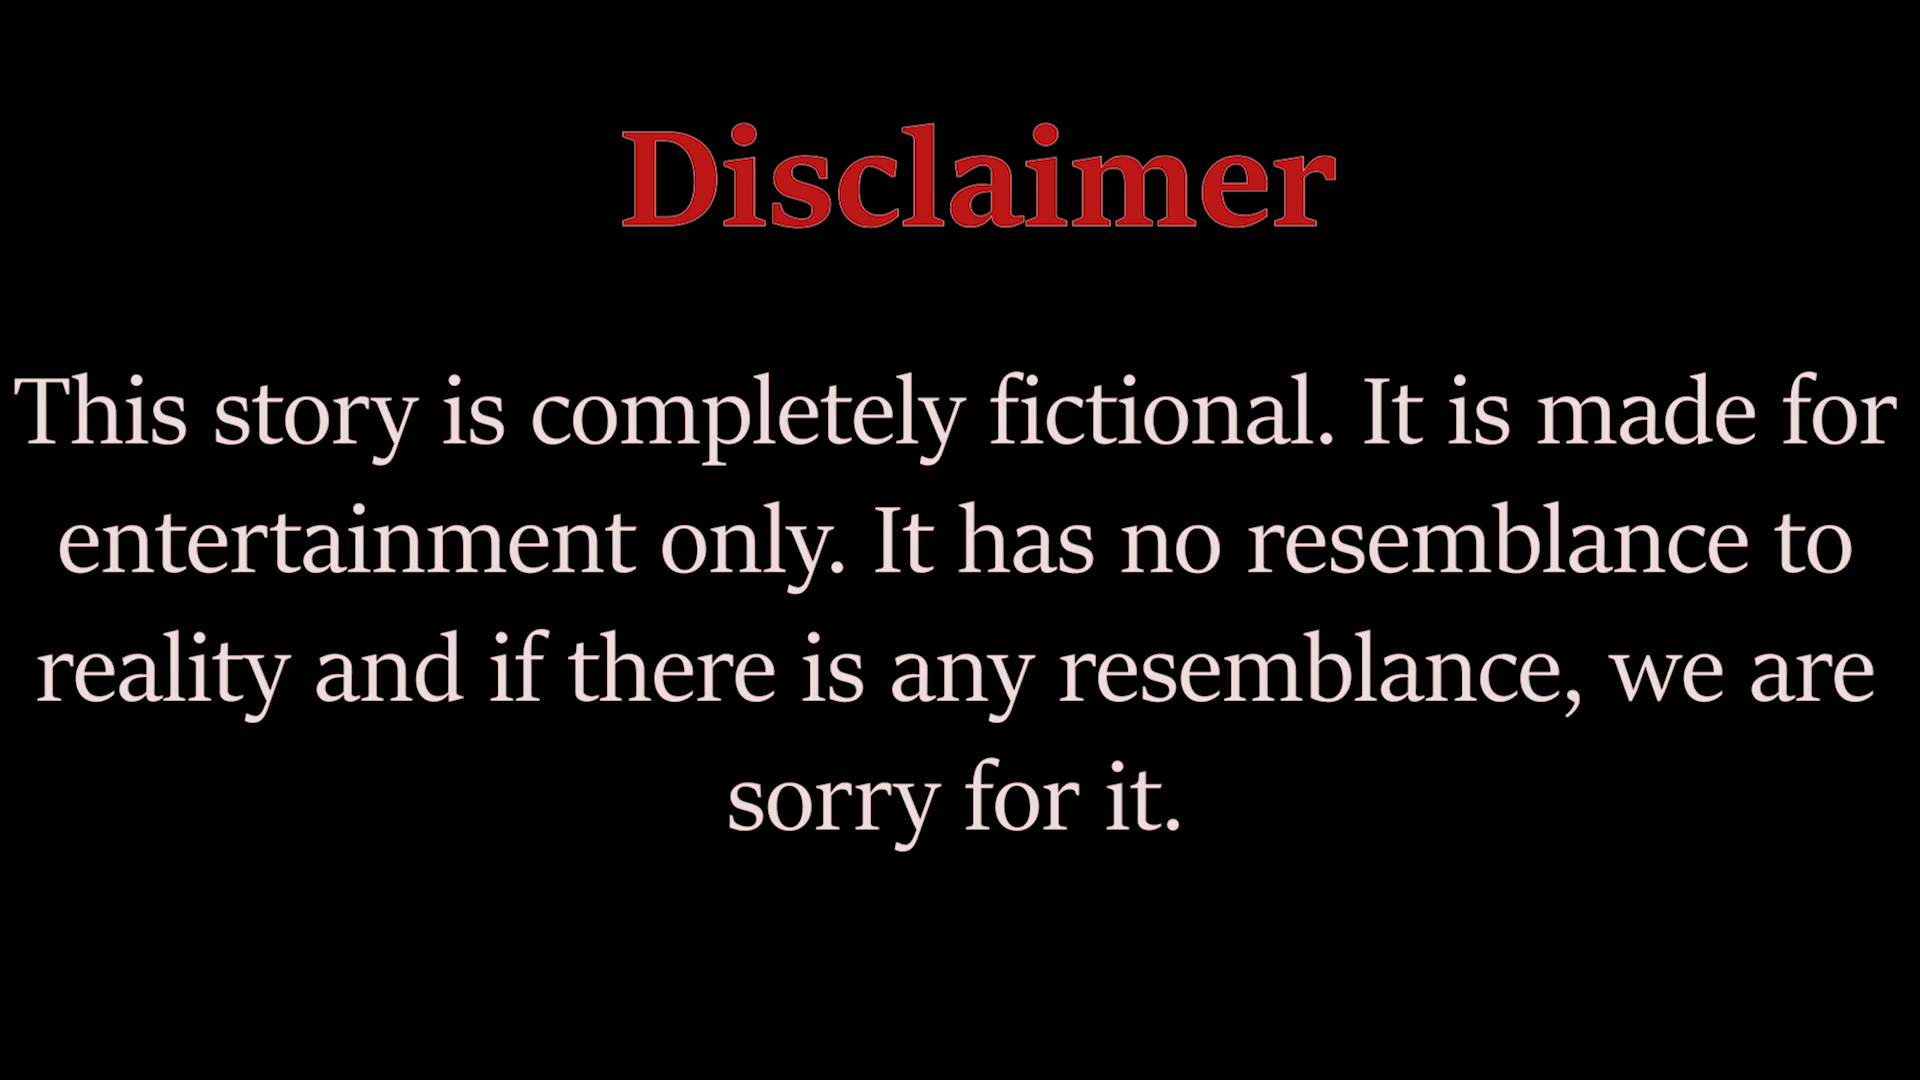 Disclaimer
This story is completely fictional. It is made for
entertainment only. It has no resemblance to
reality and if there is any resemblance, we are
sorry for it.